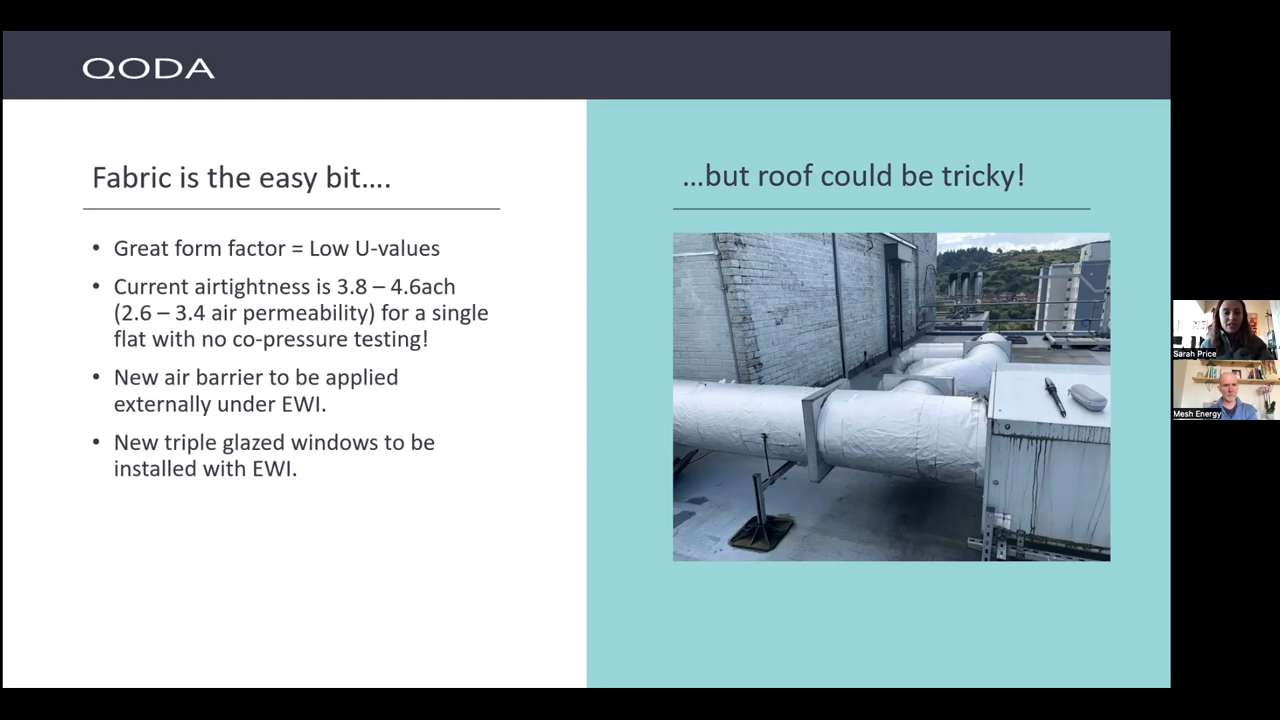 QODA
Fabric is the easy bit....
• Great form factor = Low U-values
• Current airtightness is 3.8 – 4.6ach
(2.6 – 3.4 air permeability) for a single
flat with no co-pressure testing!
• New air barrier to be applied
externally under EWI.
• New triple glazed windows to be
installed with EWI.
...but roof could be tricky!
Sarah Price
Mesh Energy